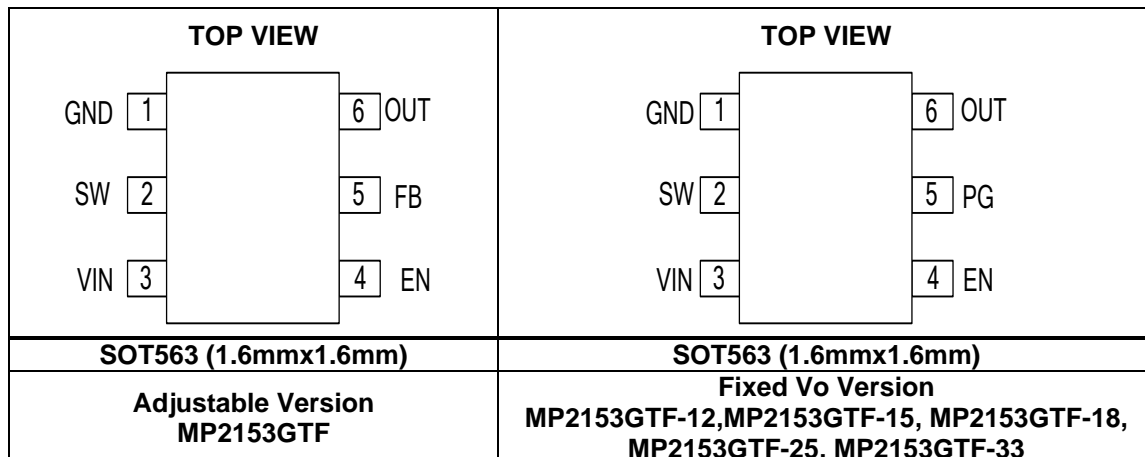 TOP VIEW
GND 1 6 OUT
SW 2 5 FB
VIN 3 4 EN
SOT563 (1.6mmx1.6mm)
Adjustable Version
MP2153GTF
TOP VIEW
GND 1 6 OUT
SW 2 5 PG
VIN 3 4 EN
SOT563 (1.6mmx1.6mm)
Fixed Vo Version
MP2153GTF-12,MP2153GTF-15, MP2153GTF-18,
MP2153GTF-25, MP2153GTF-33